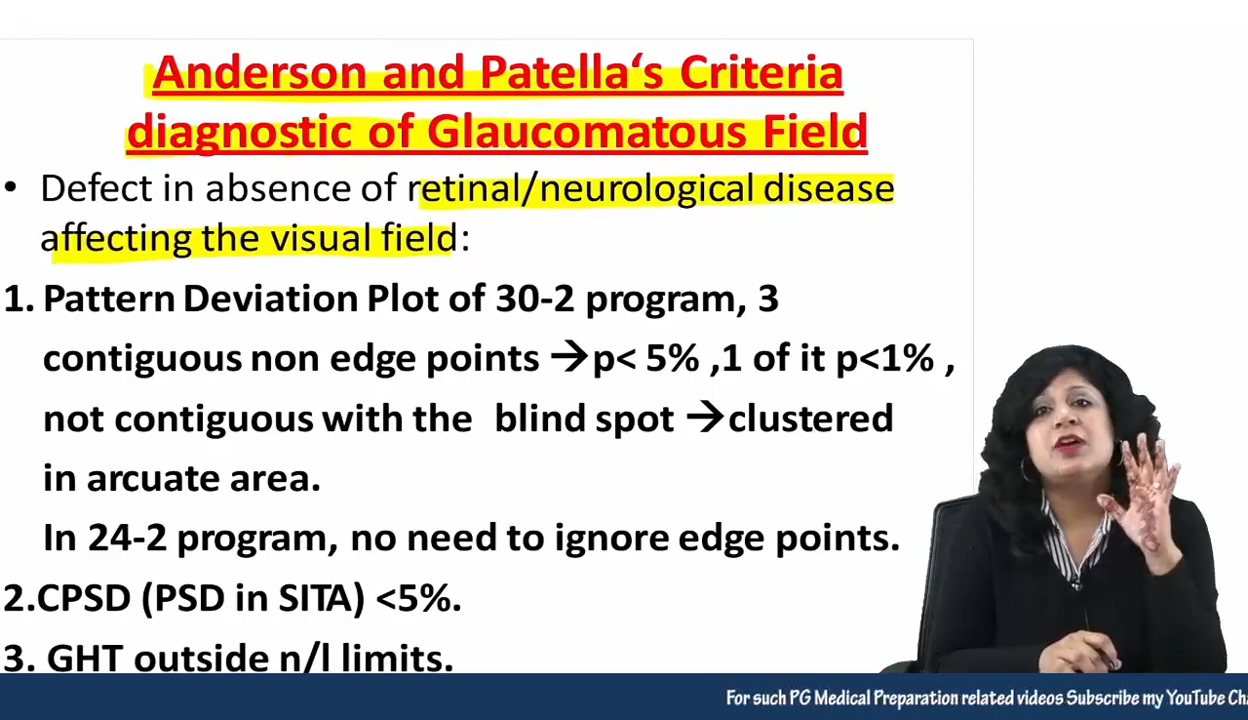 Anderson and Patella‘s Criteria
diagnostic of Glaucomatous Field
• Defect in absence of retinal/neurological disease
affecting the visual field:
1. Pattern Deviation Plot of 30-2 program, 3
contiguous non edge points →p< 5% ,1 of it p<1% ,
not contiguous with the blind spot →clustered
in arcuate area.
In 24-2 program, no need to ignore edge points.
2.CPSD (PSD in SITA) <5%.
3. GHT outside n/l limits.
For such PG Medical Preparation related videos Subscribe my YouTube Ch